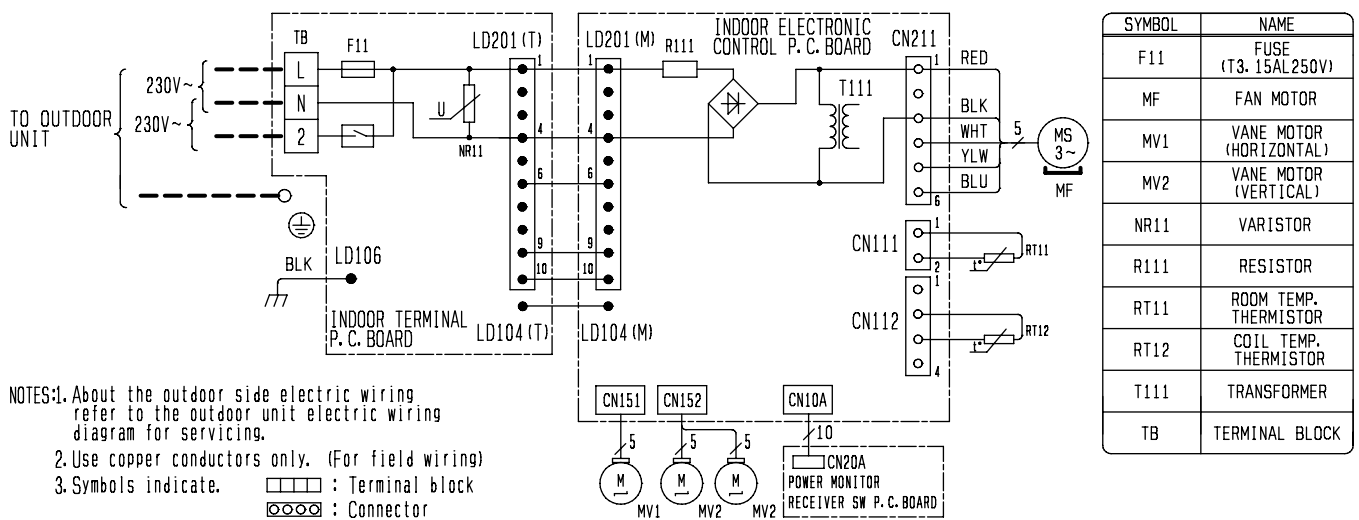 TO OUTDOOR
UNIT
230V~
230V~
TB
L
N
2
F11
U
NR11
LD201(T)
1
4
6
9
10
LD104(T)
BLK
LD106
INDOOR TERMINAL
P.C.BOARD
LD201(M)
1
4
6
9
10
LD104(M)
R111
INDOOR ELECTRONIC
CONTROL P.C.BOARD
T111
CN211
1
6
RED
BLK
WHT
YLW
BLU
5
MS
3~
MF
CN111
1
2
t°
RT11
CN112
1
4
t°
RT12
CN151
CN152
CN10A
5
5
5
10
M
M
M
MV1
MV2
MV2
CN20A
POWER MONITOR
RECEIVER SW P.C.BOARD
NOTES:1. About the outdoor side electric wiring
refer to the outdoor unit electric wiring
diagram for servicing.
2. Use copper conductors only. (For field wiring)
3. Symbols indicate.
: Terminal block
: Connector
SYMBOL NAME
F11 FUSE
(T3.15AL250V)
MF FAN MOTOR
MV1 VANE MOTOR
(HORIZONTAL)
MV2 VANE MOTOR
(VERTICAL)
NR11 VARISTOR
R111 RESISTOR
RT11 ROOM TEMP.
THERMISTOR
RT12 COIL TEMP.
THERMISTOR
T111 TRANSFORMER
TB TERMINAL BLOCK